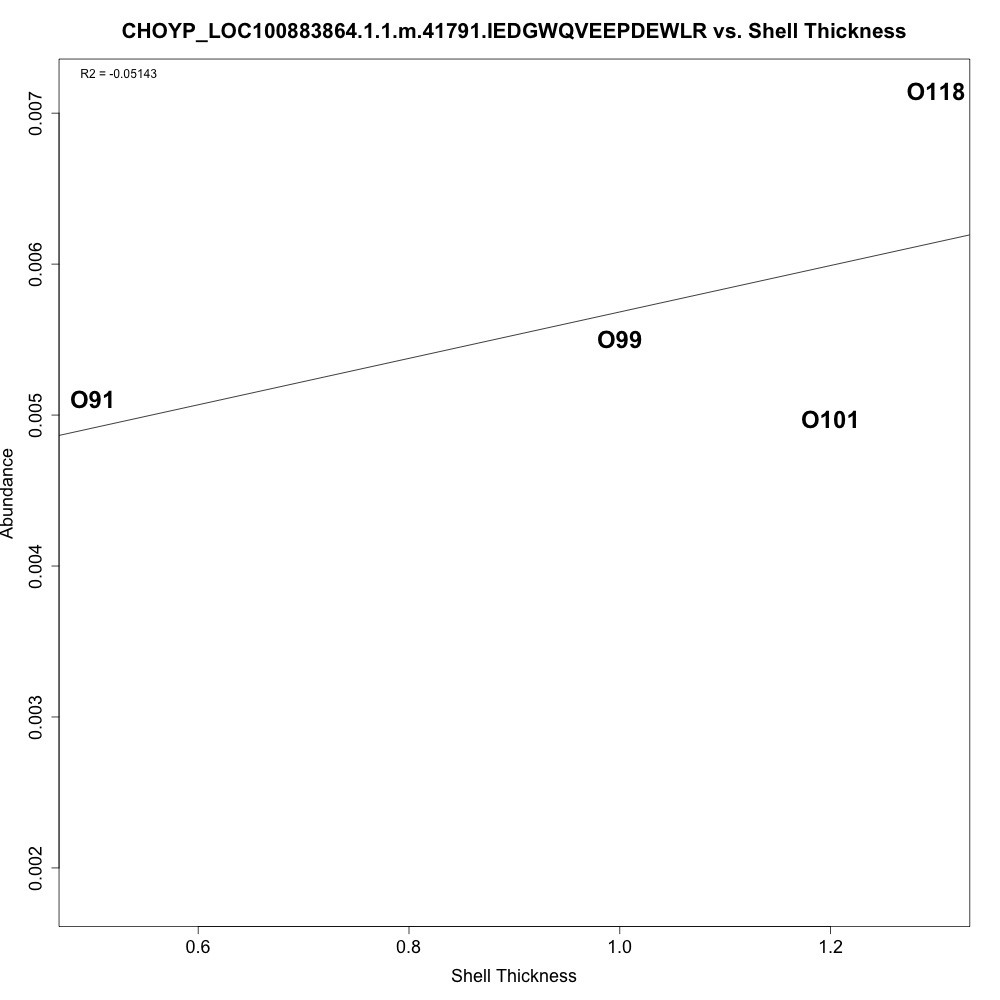 CHOYP_LOC100883864.1.1.m.41791.IEDGWQVEEPDEWLR vs. Shell Thickness
R2 = -0.05143
O118
0.007
0.006
O99
O91
0.005
O101
Abundance
0.004
0.003
0.002
0.6 0.8 1.0 1.2
Shell Thickness